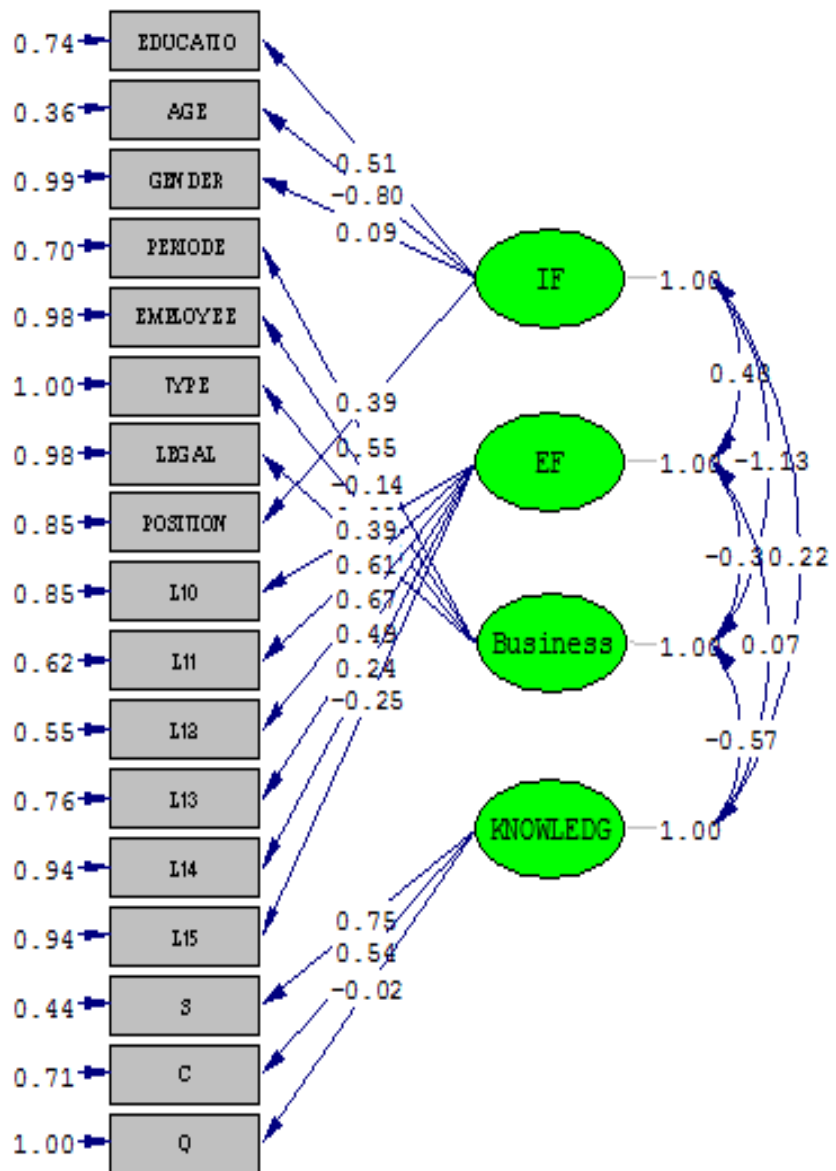 0.74 EDUCATIO
0.36 AGE
0.99 GENDER
0.70 PERIODE
0.98 EMPLOYEE
1.00 TYPE
0.98 LEGAL
0.85 POSITION
0.85 L10
0.62 L11
0.55 L12
0.76 L13
0.94 L14
0.94 L15
0.44 S
0.71 C
1.00 Q
0.51
-0.80
0.09
0.39
0.55
-0.14
0.39
0.61
0.67
0.24
-0.25
0.75
0.54
-0.02
IF 1.00
EF 1.00
Business 1.00
KNOWLEDG 1.00
-1.13
0.22
0.07
-0.57